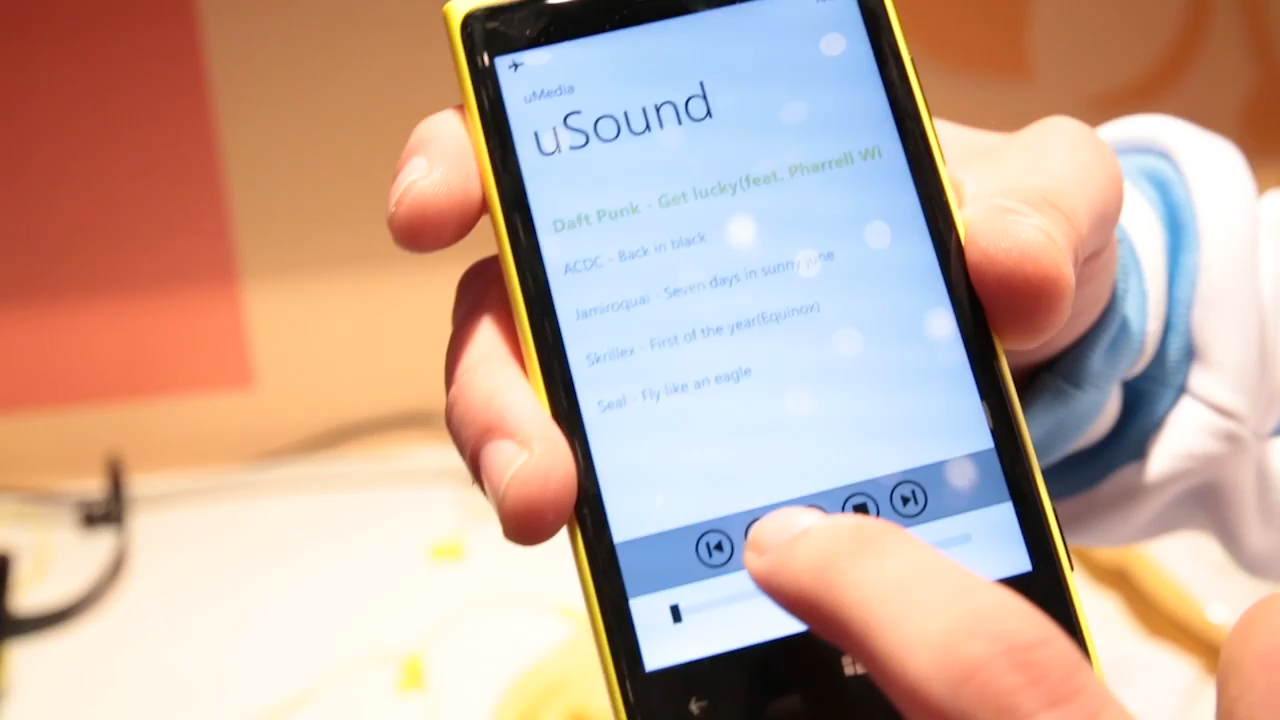 uMedia
uSound
Daft Punk - Get lucky(feat. Pharrell Wi
ACDC - Back in black
Jamiroquai - Seven days in sunny june
Skrillex - First of the year(Equinox)
Seal - Fly like an eagle